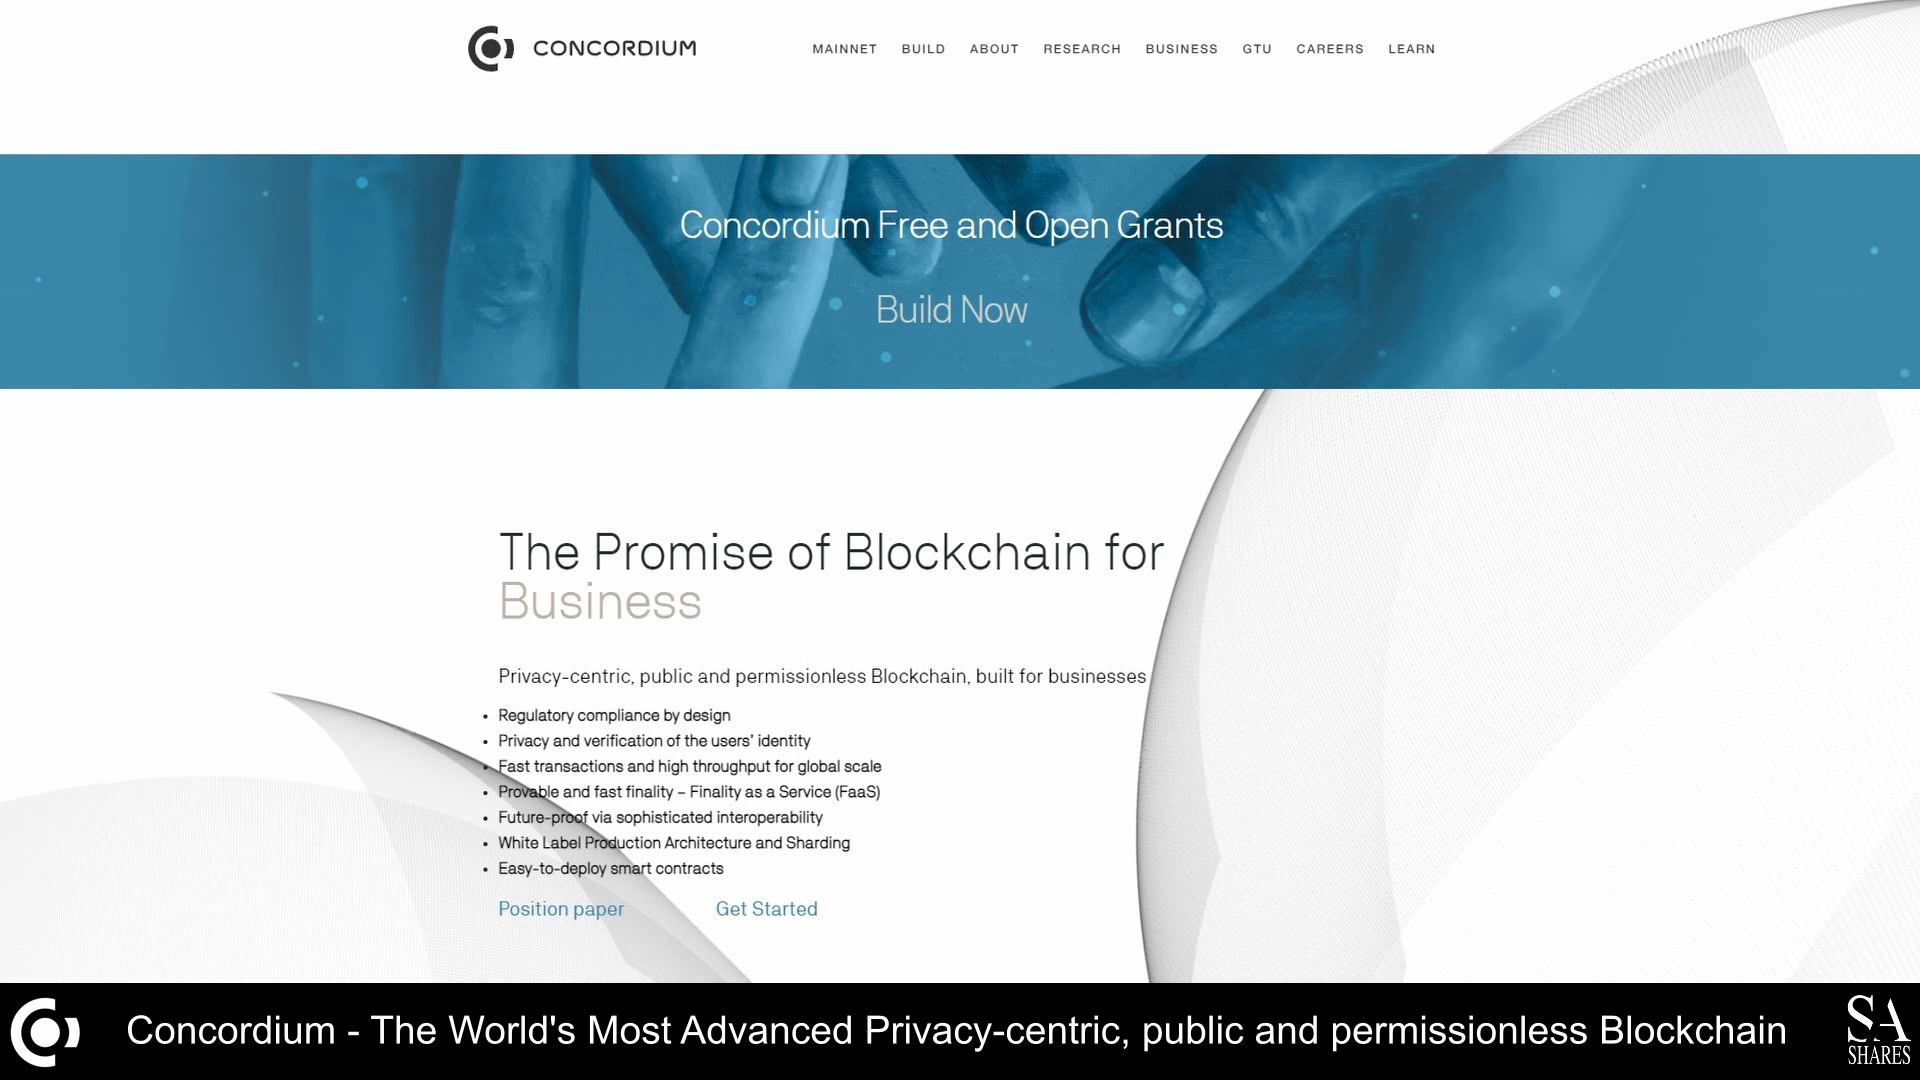 CONCORDIUM
MAINNET BUILD ABOUT RESEARCH BUSINESS GTU CAREERS LEARN
Concordium Free and Open Grants
Build Now
The Promise of Blockchain for
Business
Privacy-centric, public and permissionless Blockchain, built for businesses
• Regulatory compliance by design
• Privacy and verification of the users' identity
• Fast transactions and high throughput for global scale
• Provable and fast finality – Finality as a Service (FaaS)
• Future-proof via sophisticated interoperability
• White Label Production Architecture and Sharding
• Easy-to-deploy smart contracts
Position paper Get Started
Concordium - The World's Most Advanced Privacy-centric, public and permissionless Blockchain
SA
SHARES